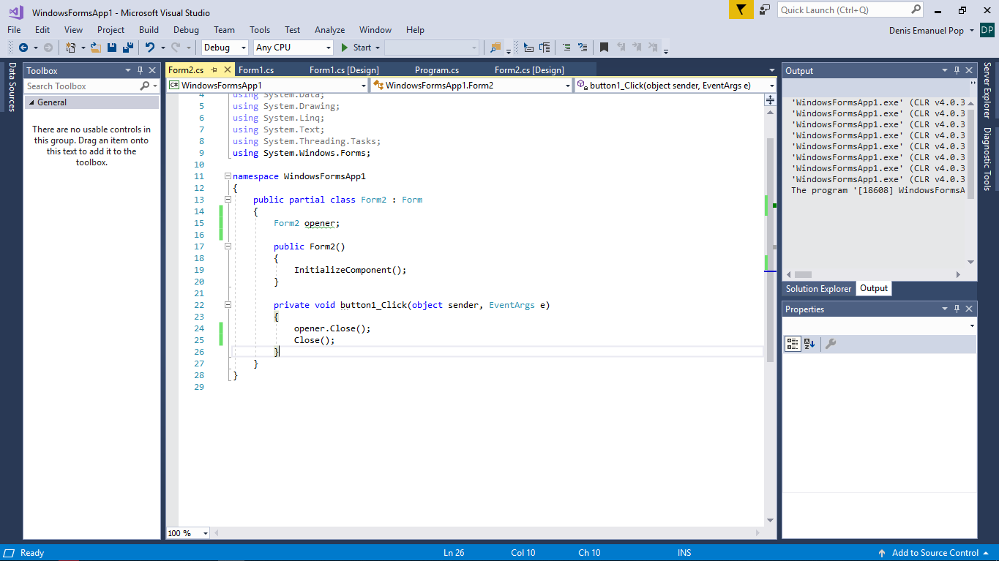 WindowsFormsApp1 - Microsoft Visual Studio
Quick Launch (Ctrl+Q)
File Edit View Project Build Debug Team Tools Test Analyze Window Help
Denis Emanuel Pop DP
Debug Any CPU Start
Data Sources
Toolbox
Search Toolbox
General
There are no usable controls in
this group. Drag an item onto
this text to add it to the
toolbox.
Form2.cs Form1.cs Form1.cs [Design] Program.cs Form2.cs [Design]
C# WindowsFormsApp1 WindowsFormsApp1.Form2 button1_Click(object sender, EventArgs e)
4 using System.Data;
5 using System.Drawing;
6 using System.Linq;
7 using System.Text;
8 using System.Threading.Tasks;
9 using System.Windows.Forms;
10
11 namespace WindowsFormsApp1
12 {
13 public partial class Form2 : Form
14 {
15 Form2 opener;
16
17 public Form2()
18 {
19 InitializeComponent();
20 }
21
22 private void button1_Click(object sender, EventArgs e)
23 {
24 opener.Close();
25 Close();
26 }
27 }
28 }
29
100 %
Output
'WindowsFormsApp1.exe' (CLR v4.0.3
'WindowsFormsApp1.exe' (CLR v4.0.3
'WindowsFormsApp1.exe' (CLR v4.0.3
'WindowsFormsApp1.exe' (CLR v4.0.3
'WindowsFormsApp1.exe' (CLR v4.0.3
'WindowsFormsApp1.exe' (CLR v4.0.3
'WindowsFormsApp1.exe' (CLR v4.0.3
'WindowsFormsApp1.exe' (CLR v4.0.3
The program '[18608] WindowsFormsA
Solution Explorer Output
Properties
Server Explorer
Diagnostic Tools
Ready Ln 26 Col 10 Ch 10 INS Add to Source Control